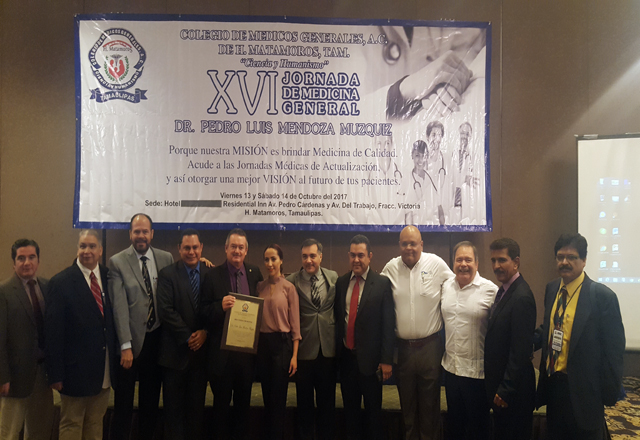 COLEGIO DE MEDICOS GENERALES, A.C.
DE H. MATAMOROS, TAM.
"Ciencia y Humanismo"
H. Matamoros
TAMAULIPAS
XVI JORNADA
DE MEDICINA
GENERAL
DR. PEDRO LUIS MENDOZA MUZQUIZ
Porque nuestra MISIÓN es brindar Medicina de Calidad.
Acude a las Jornadas Médicas de Actualización,
y así otorgar una mejor VISIÓN al futuro de tus pacientes.
Viernes 13 y Sábado 14 de Octubre del 2017
Sede: Hotel Residential Inn Av. Pedro Cárdenas y Av. Del Trabajo, Fracc. Victoria
H. Matamoros, Tamaulipas.